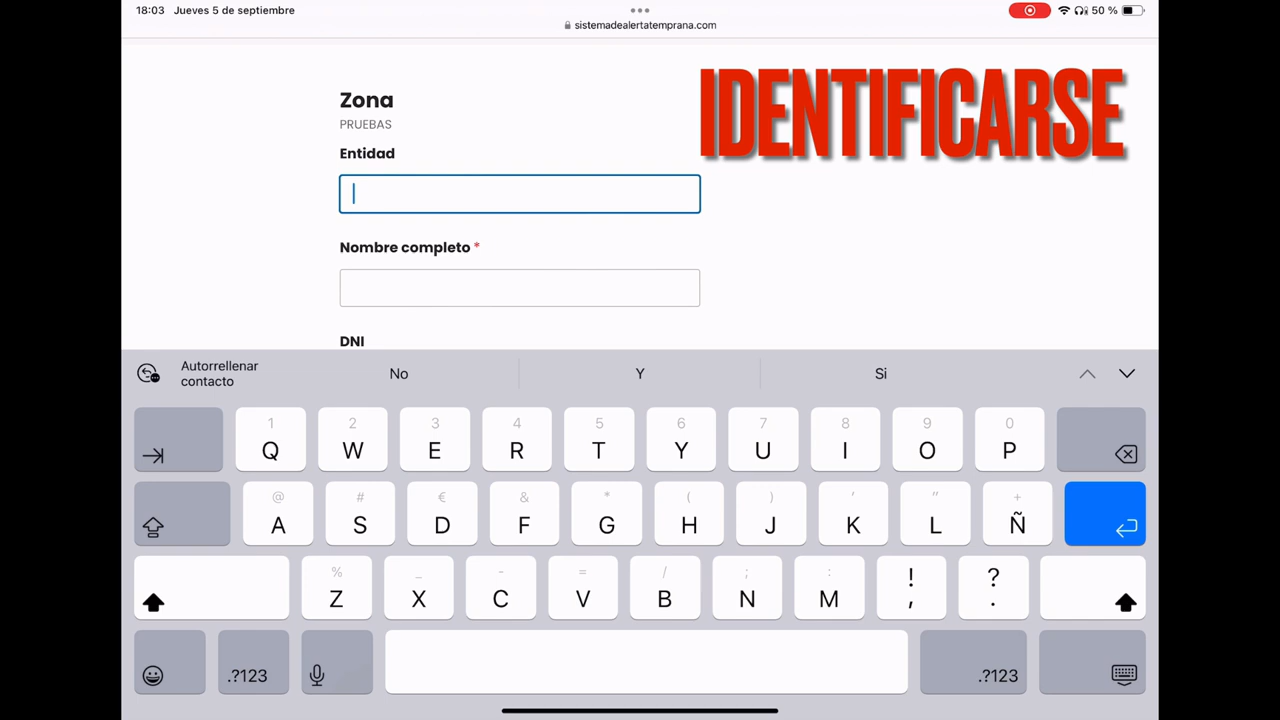 18:03 Jueves 5 de septiembre
50 %
sistemadealertatemprana.com
IDENTIFICARSE
Zona
PRUEBAS
Entidad
Nombre completo *
DNI
Autorrellenar
contacto
No Y Si
1 2 3 4 5 6 7 8 9 0
Q W E R T Y U I O P
@ # € & * ( ) ' " +
A S D F G H J K L Ñ
% _ - = / ; : ! ?
Z X C V B N M , .
.?123 .?123